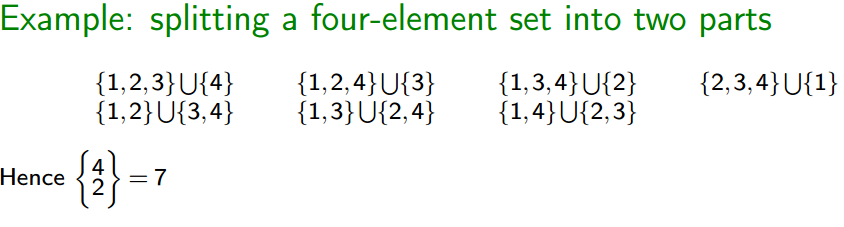 Example: splitting a four-element set into two parts
{1,2,3}⋃{4} {1,2,4}⋃{3} {1,3,4}⋃{2} {2,3,4}⋃{1}
{1,2}⋃{3,4} {1,3}⋃{2,4} {1,4}⋃{2,3}
Hence {4 2} = 7